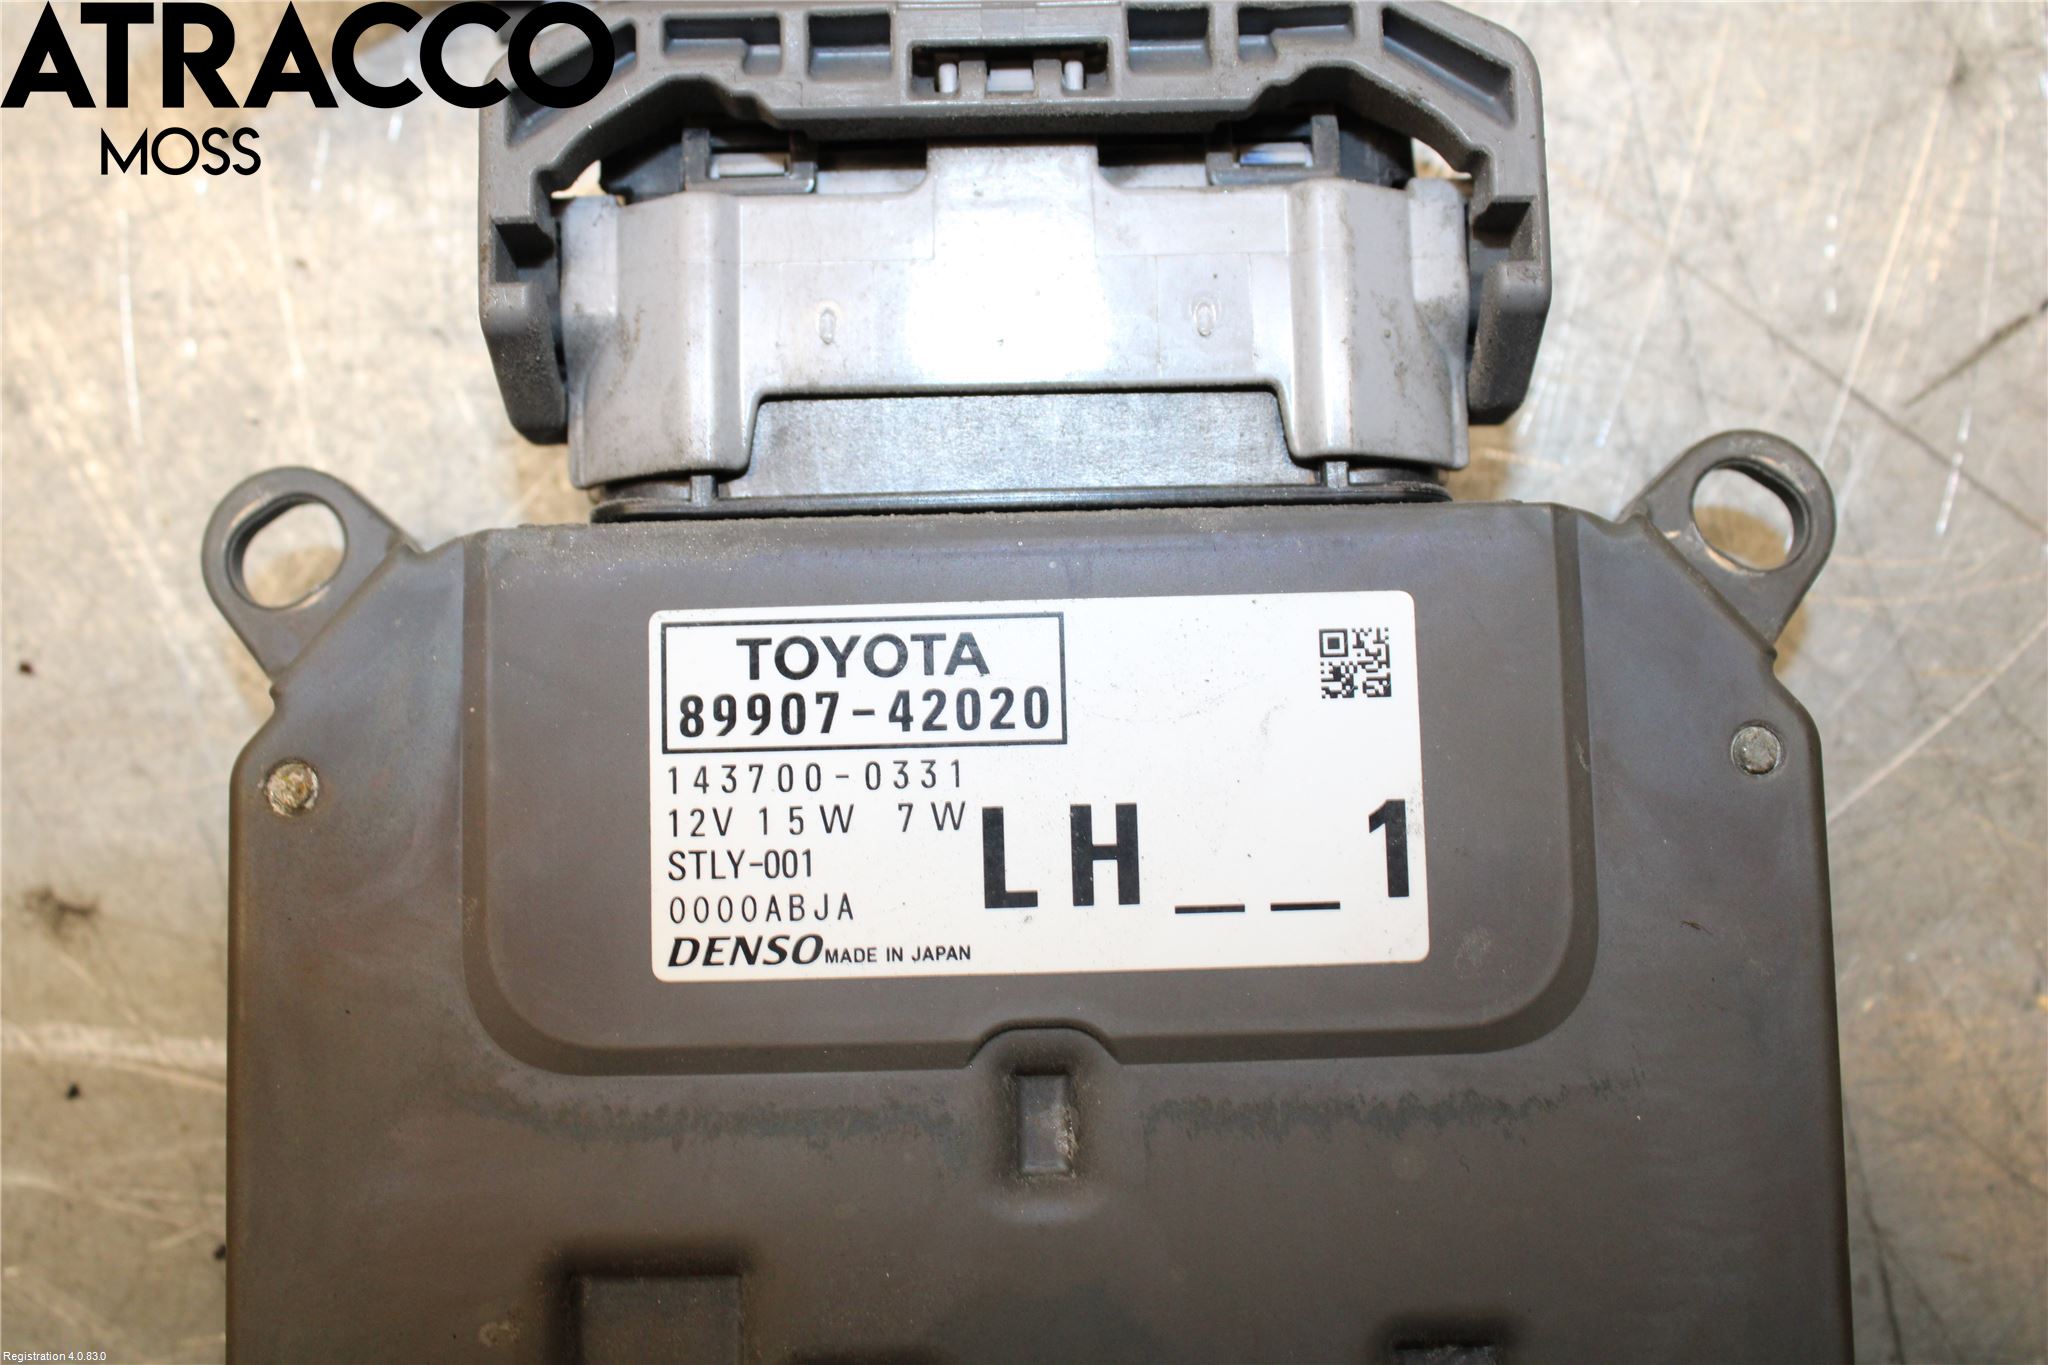 ATRACCO
MOSS
TOYOTA
89907-42020
143700-0331
12V 15W 7W
STLY-001
0000ABJA
LH__1
DENSO MADE IN JAPAN
Registration 4.0.83.0